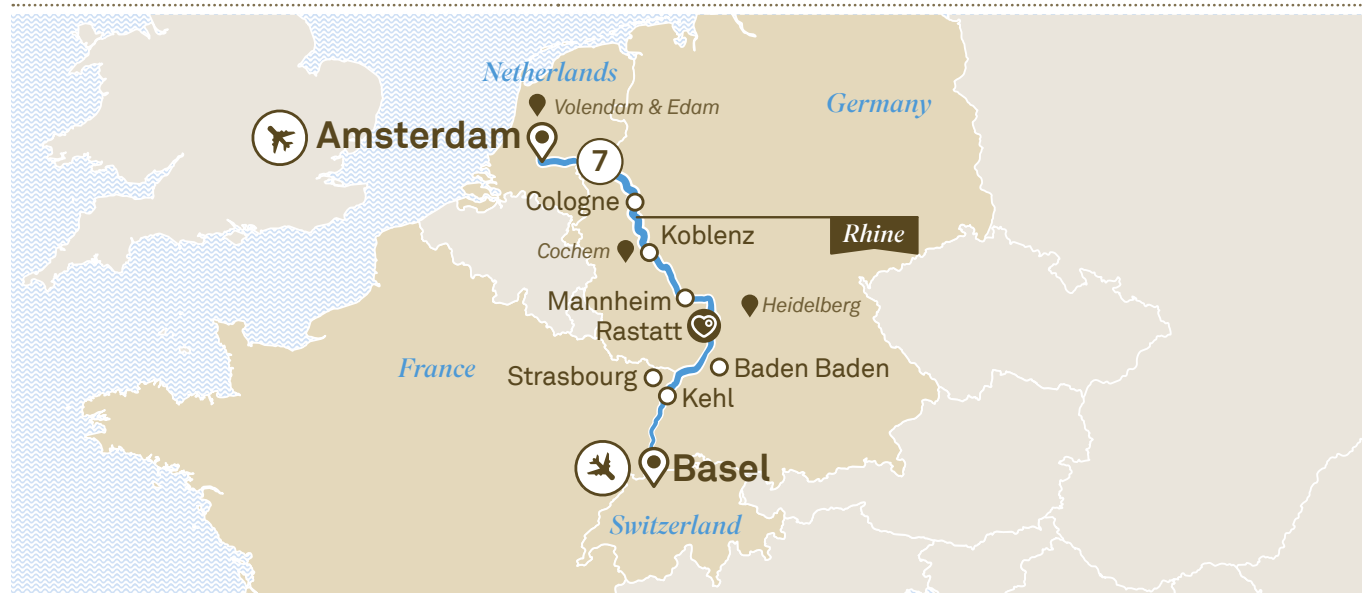 Netherlands
Germany
Volendam & Edam
Amsterdam
7
Cologne
Koblenz
Rhine
Cochem
Mannheim
Heidelberg
Rastatt
France
Strasbourg
Baden Baden
Kehl
Basel
Switzerland